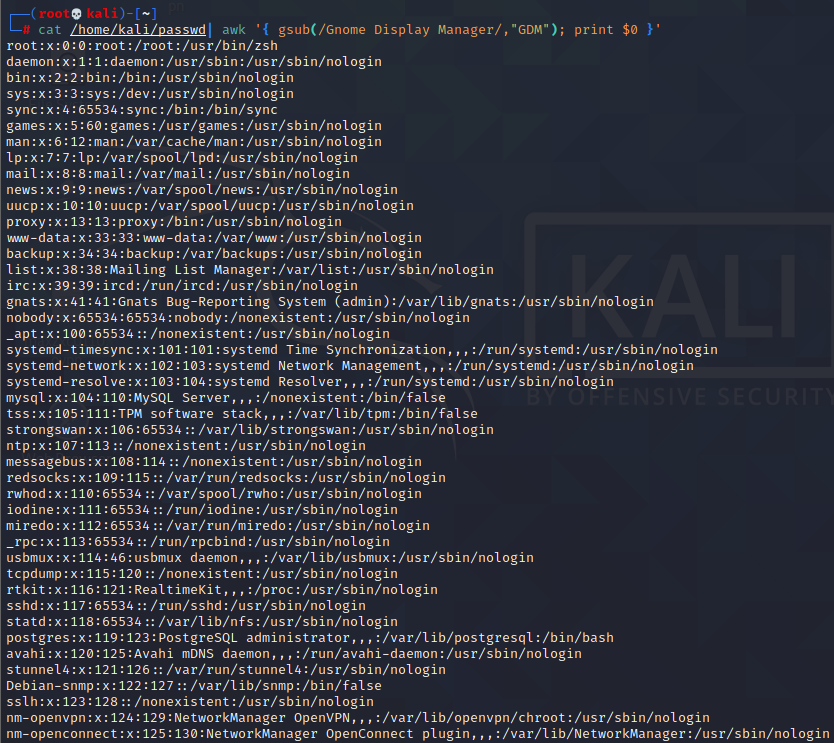 ┌──(root💀kali)-[~]
└─# cat /home/kali/passwd| awk '{ gsub(/Gnome Display Manager/,"GDM"); print $0 }'
root:x:0:0:root:/root:/usr/bin/zsh
daemon:x:1:1:daemon:/usr/sbin:/usr/sbin/nologin
bin:x:2:2:bin:/bin:/usr/sbin/nologin
sys:x:3:3:sys:/dev:/usr/sbin/nologin
sync:x:4:65534:sync:/bin:/bin/sync
games:x:5:60:games:/usr/games:/usr/sbin/nologin
man:x:6:12:man:/var/cache/man:/usr/sbin/nologin
lp:x:7:7:lp:/var/spool/lpd:/usr/sbin/nologin
mail:x:8:8:mail:/var/mail:/usr/sbin/nologin
news:x:9:9:news:/var/spool/news:/usr/sbin/nologin
uucp:x:10:10:uucp:/var/spool/uucp:/usr/sbin/nologin
proxy:x:13:13:proxy:/bin:/usr/sbin/nologin
www-data:x:33:33:www-data:/var/www:/usr/sbin/nologin
backup:x:34:34:backup:/var/backups:/usr/sbin/nologin
list:x:38:38:Mailing List Manager:/var/list:/usr/sbin/nologin
irc:x:39:39:ircd:/run/ircd:/usr/sbin/nologin
gnats:x:41:41:Gnats Bug-Reporting System (admin):/var/lib/gnats:/usr/sbin/nologin
nobody:x:65534:65534:nobody:/nonexistent:/usr/sbin/nologin
_apt:x:100:65534::/nonexistent:/usr/sbin/nologin
systemd-timesync:x:101:101:systemd Time Synchronization,,,:/run/systemd:/usr/sbin/nologin
systemd-network:x:102:103:systemd Network Management,,,:/run/systemd:/usr/sbin/nologin
systemd-resolve:x:103:104:systemd Resolver,,,:/run/systemd:/usr/sbin/nologin
mysql:x:104:110:MySQL Server,,,:/nonexistent:/bin/false
tss:x:105:111:TPM software stack,,,:/var/lib/tpm:/bin/false
strongswan:x:106:65534::/var/lib/strongswan:/usr/sbin/nologin
ntp:x:107:113::/nonexistent:/usr/sbin/nologin
messagebus:x:108:114::/nonexistent:/usr/sbin/nologin
redsocks:x:109:115::/var/run/redsocks:/usr/sbin/nologin
rwhod:x:110:65534::/var/spool/rwho:/usr/sbin/nologin
iodine:x:111:65534::/run/iodine:/usr/sbin/nologin
miredo:x:112:65534::/var/run/miredo:/usr/sbin/nologin
_rpc:x:113:65534::/run/rpcbind:/usr/sbin/nologin
usbmux:x:114:46:usbmux daemon,,,:/var/lib/usbmux:/usr/sbin/nologin
tcpdump:x:115:120::/nonexistent:/usr/sbin/nologin
rtkit:x:116:121:RealtimeKit,,,:/proc:/usr/sbin/nologin
sshd:x:117:65534::/run/sshd:/usr/sbin/nologin
statd:x:118:65534::/var/lib/nfs:/usr/sbin/nologin
postgres:x:119:123:PostgreSQL administrator,,,:/var/lib/postgresql:/bin/bash
avahi:x:120:125:Avahi mDNS daemon,,,:/run/avahi-daemon:/usr/sbin/nologin
stunnel4:x:121:126::/var/run/stunnel4:/usr/sbin/nologin
Debian-snmp:x:122:127::/var/lib/snmp:/bin/false
sslh:x:123:128::/nonexistent:/usr/sbin/nologin
nm-openvpn:x:124:129:NetworkManager OpenVPN,,,:/var/lib/openvpn/chroot:/usr/sbin/nologin
nm-openconnect:x:125:130:NetworkManager OpenConnect plugin,,,:/var/lib/NetworkManager:/usr/sbin/nologin
KALI
BY OFFENSIVE SECURITY